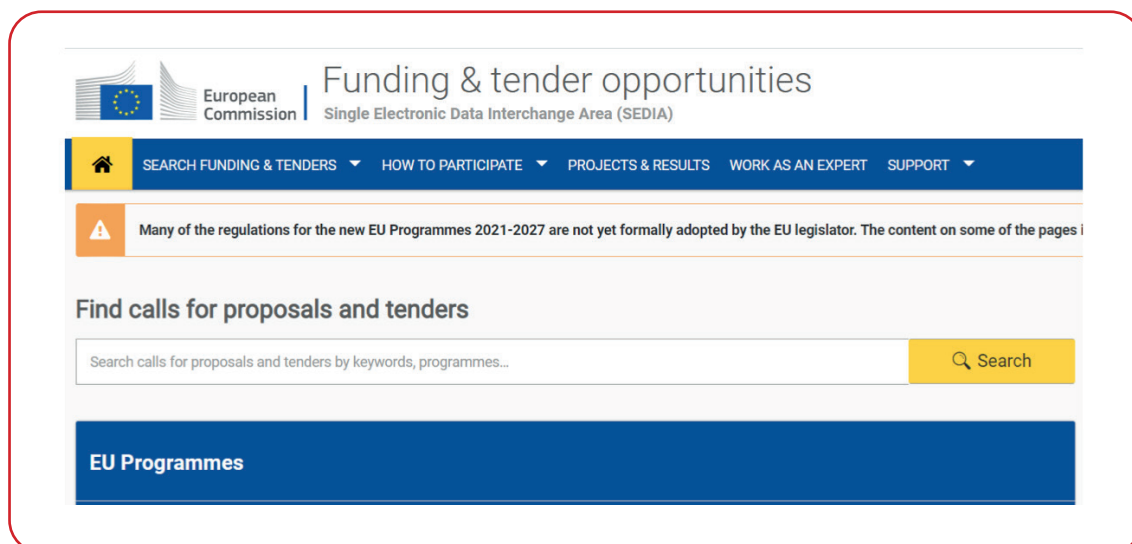 European
Commission
Funding & tender opportunities
Single Electronic Data Interchange Area (SEDIA)
SEARCH FUNDING & TENDERS HOW TO PARTICIPATE PROJECTS & RESULTS WORK AS AN EXPERT SUPPORT
Many of the regulations for the new EU Programmes 2021-2027 are not yet formally adopted by the EU legislator. The content on some of the pages
Find calls for proposals and tenders
Search calls for proposals and tenders by keywords, programmes...
Search
EU Programmes